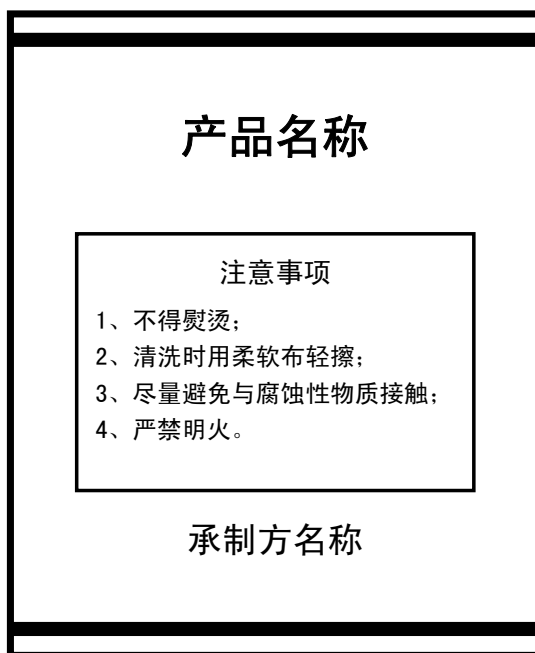 产品名称
注意事项
1、不得熨烫；
2、清洗时用柔软布轻擦；
3、尽量避免与腐蚀性物质接触；
4、严禁明火。
承制方名称